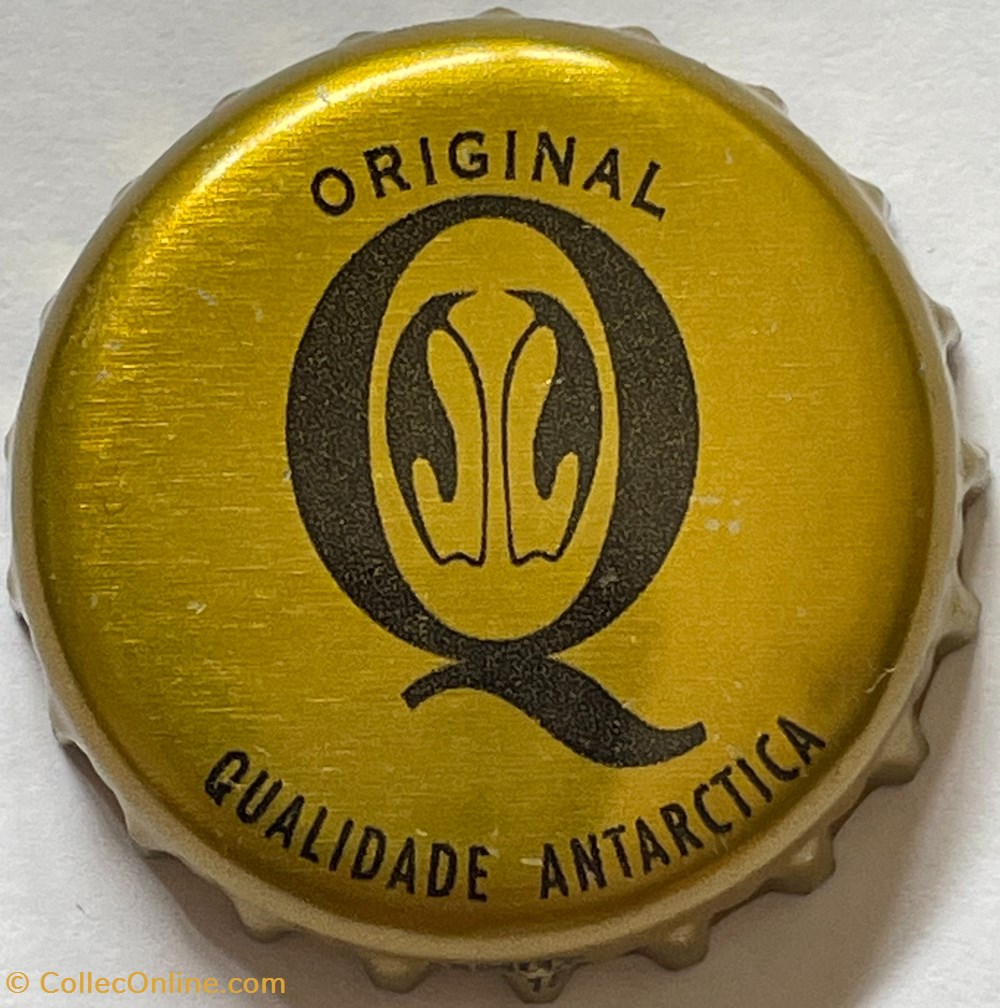 ORIGINAL
Q
QUALIDADE ANTARCTICA
© CollecOnline.com